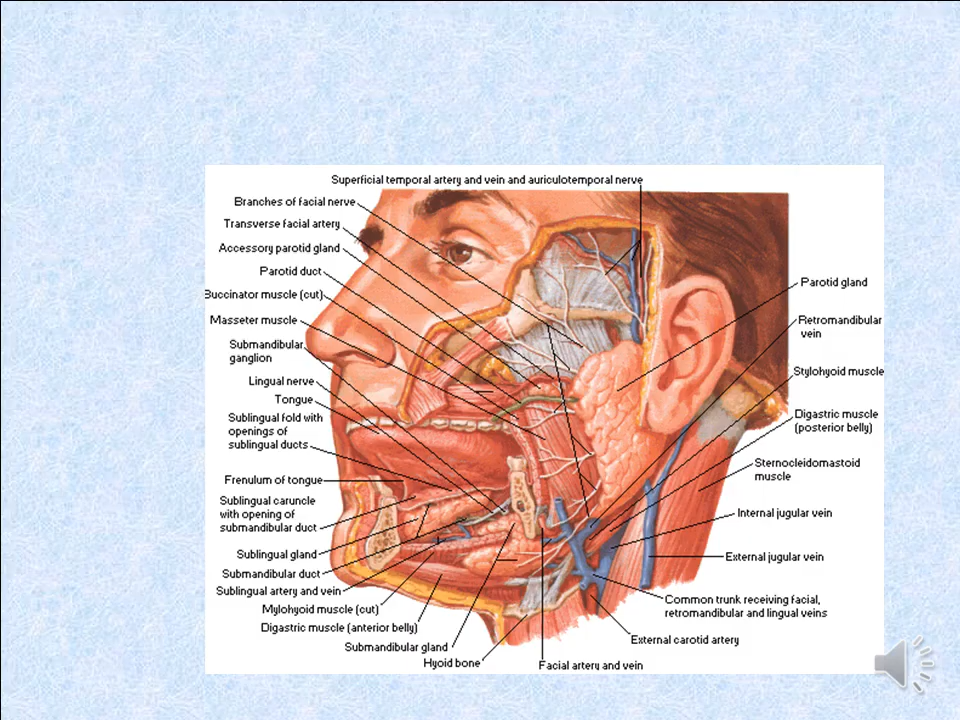 Superficial temporal artery and vein and auriculotemporal nerve
Branches of facial nerve
Transverse facial artery
Accessory parotid gland
Parotid duct
Buccinator muscle (cut)
Masseter muscle
Submandibular
ganglion
Lingual nerve
Tongue
Sublingual fold with
openings of
sublingual ducts
Frenulum of tongue
Sublingual caruncle
with opening of
submandibular duct
Sublingual gland
Submandibular duct
Sublingual artery and vein
Mylohyoid muscle (cut)
Digastric muscle (anterior belly)
Submandibular gland
Hyoid bone
Facial artery and vein
Parotid gland
Retromandibular
vein
Stylohyoid muscle
Digastric muscle
(posterior belly)
Sternocleidomastoid
muscle
Internal jugular vein
External jugular vein
Common trunk receiving facial,
retromandibular and lingual veins
External carotid artery